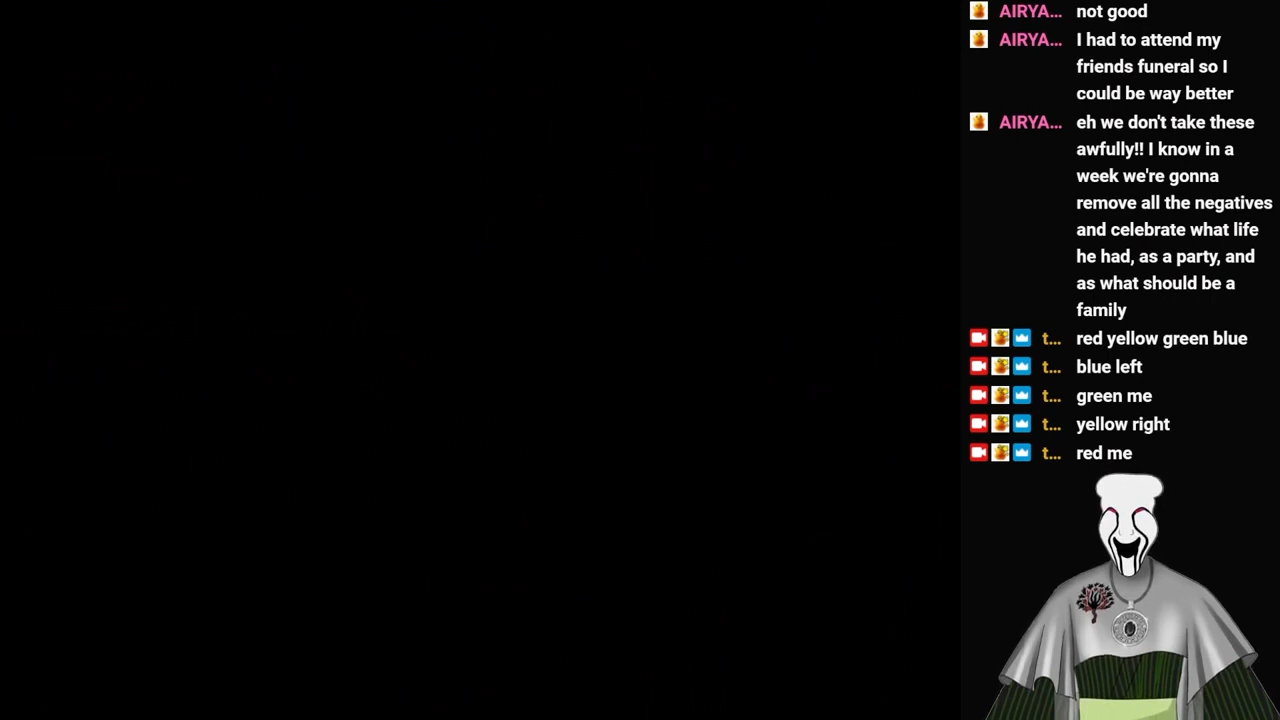 AIRYA... not good
AIRYA... I had to attend my
friends funeral so I
could be way better
AIRYA... eh we don't take these
awfully!! I know in a
week we're gonna
remove all the negatives
and celebrate what life
he had, as a party, and
as what should be a
family
t... red yellow green blue
t... blue left
t... green me
t... yellow right
t... red me